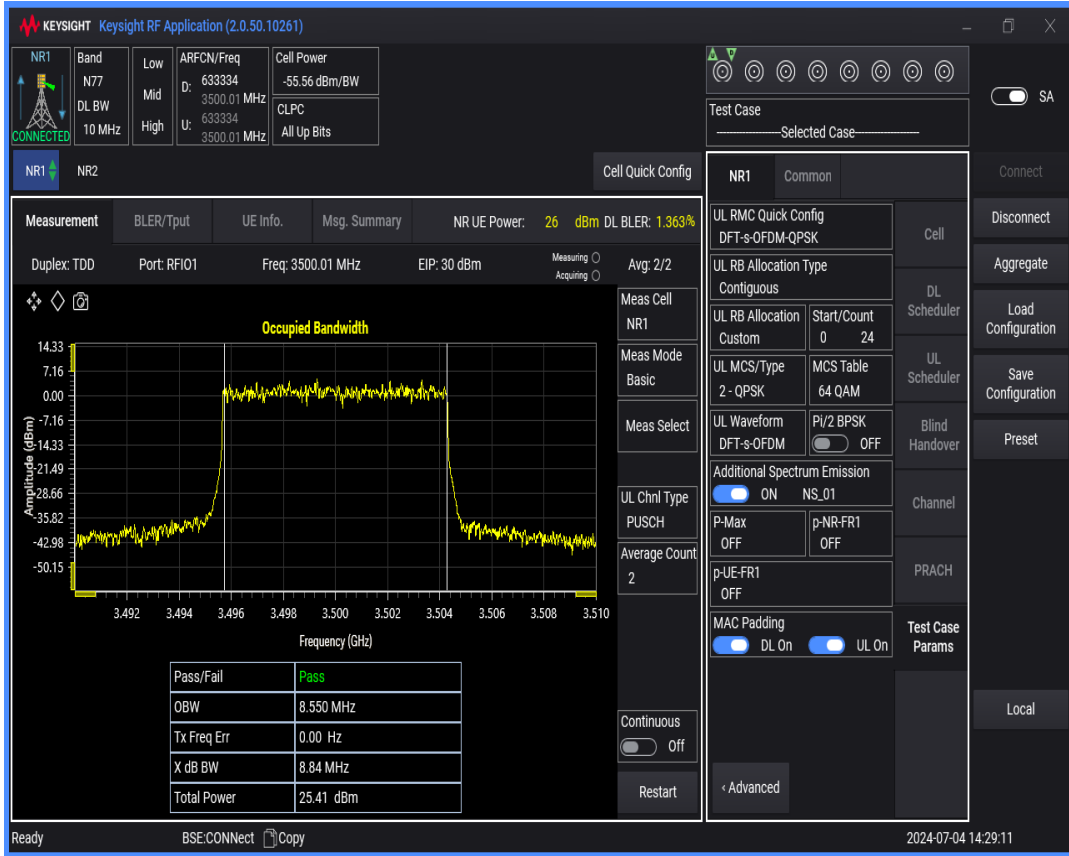 KEYSIGHT Keysight RF Application (2.0.50.10261)
NR1
CONNECTED
Band
N77
DL BW
10 MHz
Low
Mid
High
ARFCN/Freq
D: 633334
3500.01 MHz
U: 633334
3500.01 MHz
Cell Power
-55.56 dBm/BW
CLPC
All Up Bits
Test Case
Selected Case
SA
NR1
NR2
Cell Quick Config
NR1
Common
Connect
Disconnect
Aggregate
Load
Configuration
Save
Configuration
Preset
Local
Measurement
BLER/Tput
UE Info.
Msg. Summary
NR UE Power: 26 dBm DL BLER: 1.363%
Duplex: TDD
Port: RFIO1
Freq: 3500.01 MHz
EIP: 30 dBm
Measuring
Acquiring
Avg: 2/2
Occupied Bandwidth
Amplitude (dBm)
14.33
7.16
0.00
-7.16
-14.33
-21.49
-28.66
-35.82
-42.98
-50.15
3.492 3.494 3.496 3.498 3.500 3.502 3.504 3.506 3.508 3.510
Frequency (GHz)
Pass/Fail Pass
OBW 8.550 MHz
Tx Freq Err 0.00 Hz
X dB BW 8.84 MHz
Total Power 25.41 dBm
Meas Cell
NR1
Meas Mode
Basic
Meas Select
UL Chnl Type
PUSCH
Average Count
2
Continuous
Off
Restart
UL RMC Quick Config
DFT-s-OFDM-QPSK
UL RB Allocation Type
Contiguous
UL RB Allocation
Custom
Start/Count
0 24
UL MCS/Type
2 - QPSK
MCS Table
64 QAM
UL Waveform
DFT-s-OFDM
Pi/2 BPSK
OFF
Additional Spectrum Emission
ON NS_01
P-Max
OFF
p-NR-FR1
OFF
p-UE-FR1
OFF
MAC Padding
DL On UL On
‹ Advanced
Cell
DL
Scheduler
UL
Scheduler
Blind
Handover
Channel
PRACH
Test Case
Params
Ready
BSE:CONNect
Copy
2024-07-04 14:29:11